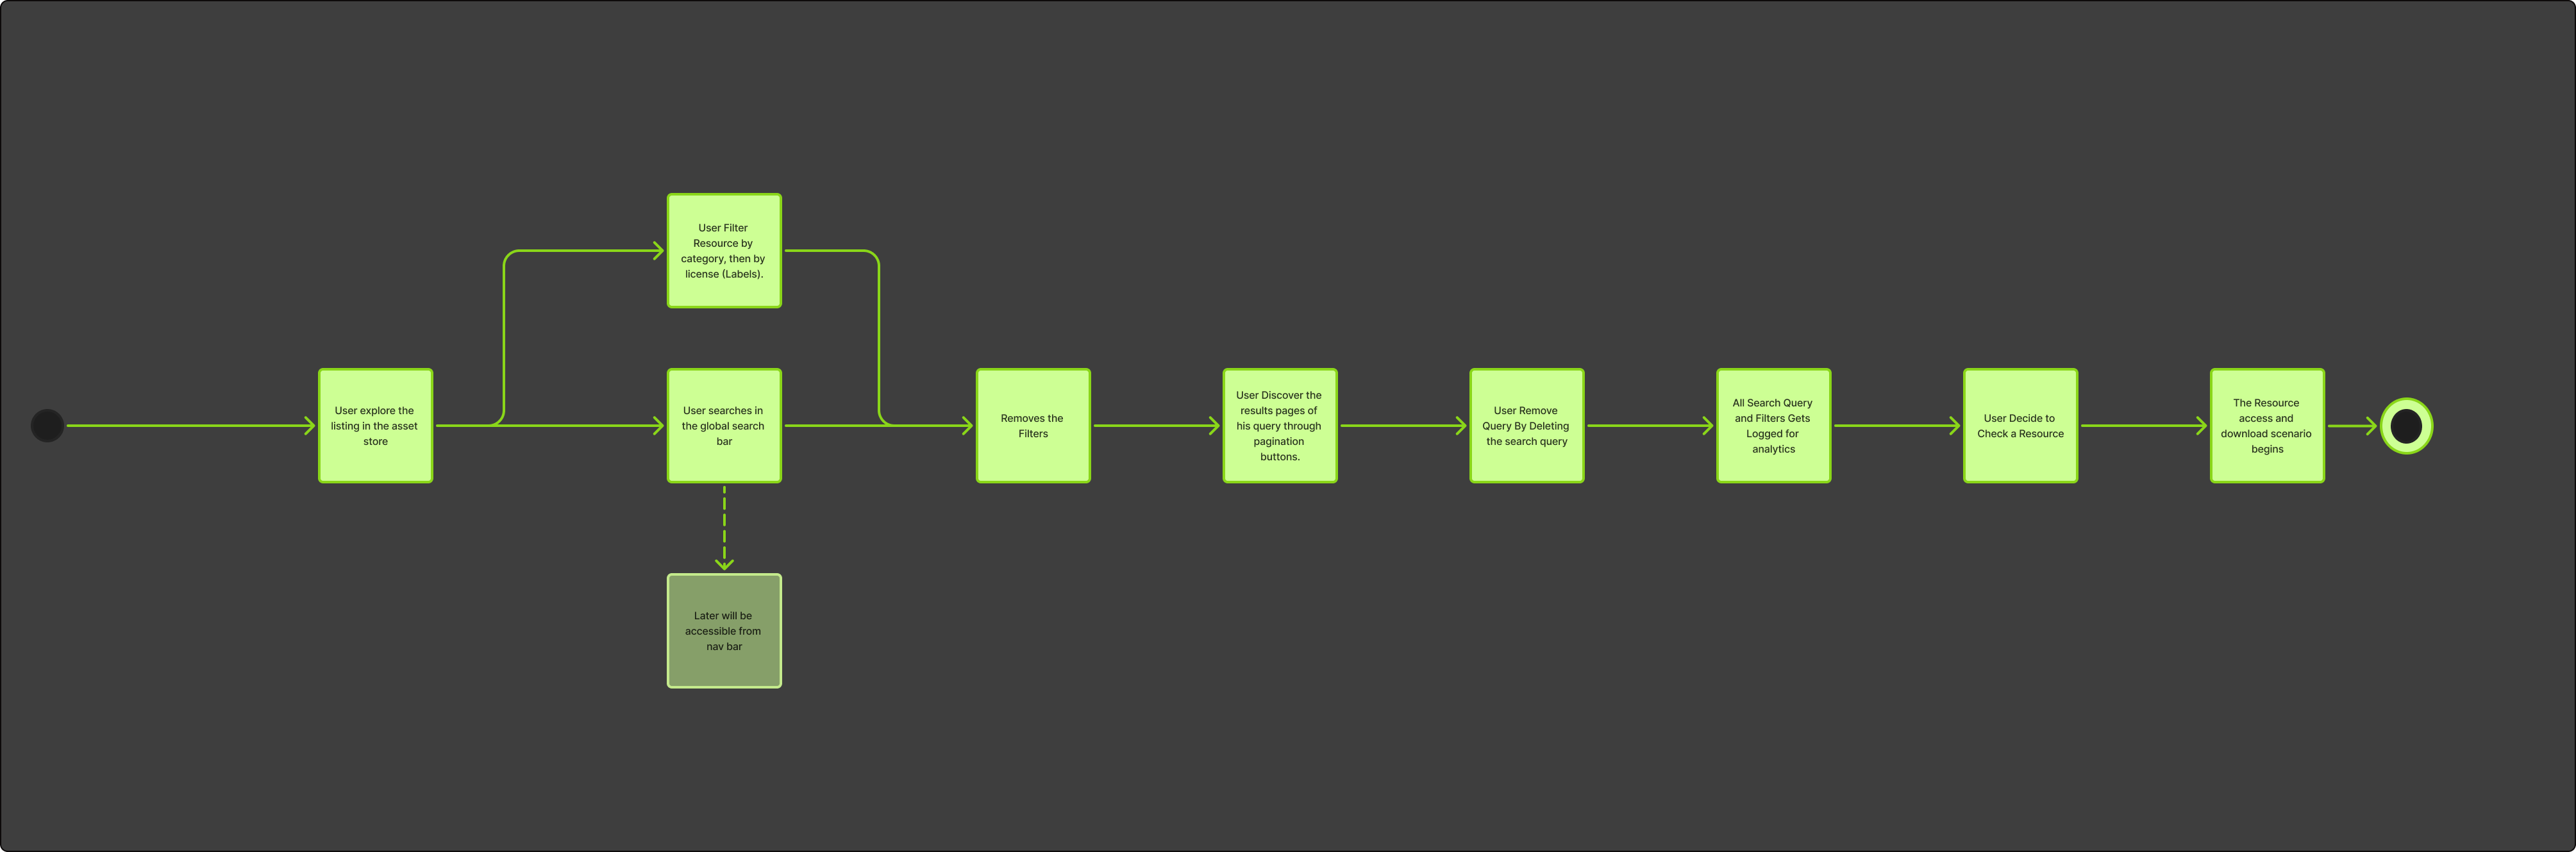 User Filter
Resource by
category, then by
license (Labels).
User explore the
listing in the asset
store
User searches in
the global search
bar
Removes the
Filters
User Discover the
results pages of
his query through
pagination
buttons.
User Remove
Query By Deleting
the search query
All Search Query
and Filters Gets
Logged for
analytics
User Decide to
Check a Resource
The Resource
access and
download scenario
begins
Later will be
accessible from
nav bar